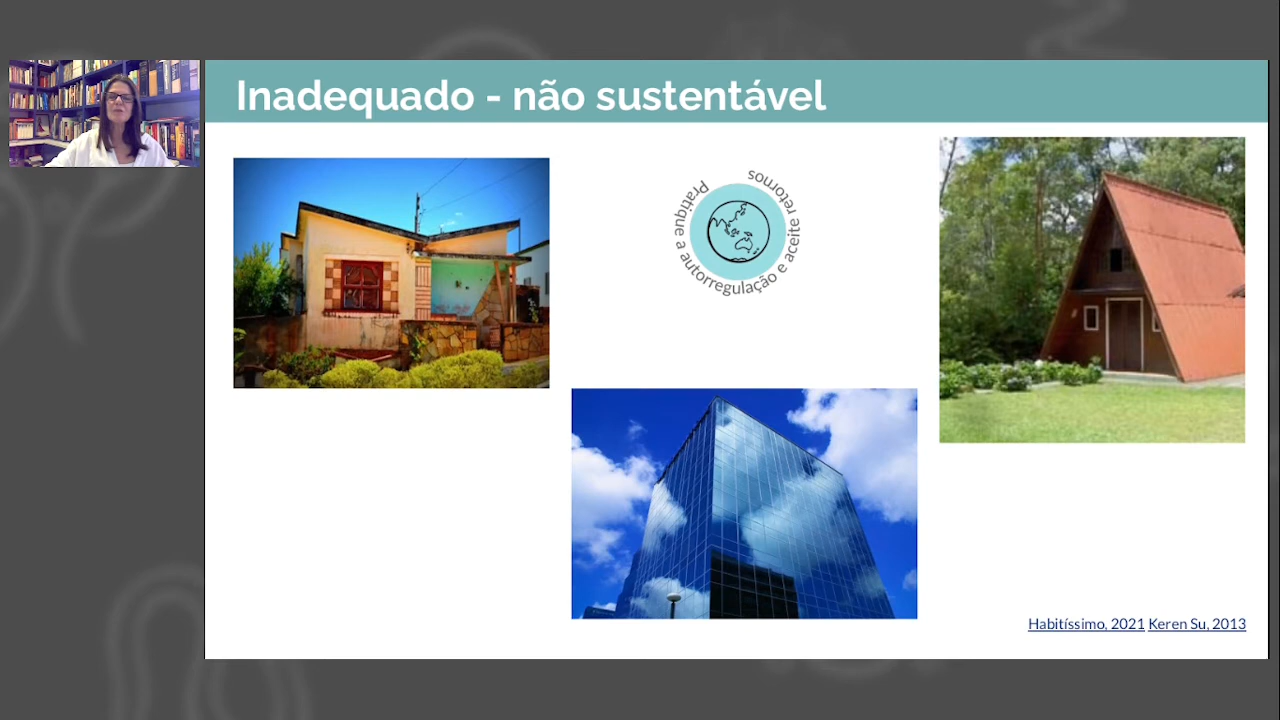 Inadequado - não sustentável
Pratique a autorregulação e aceite retornos
Habitíssimo, 2021 Keren Su, 2013